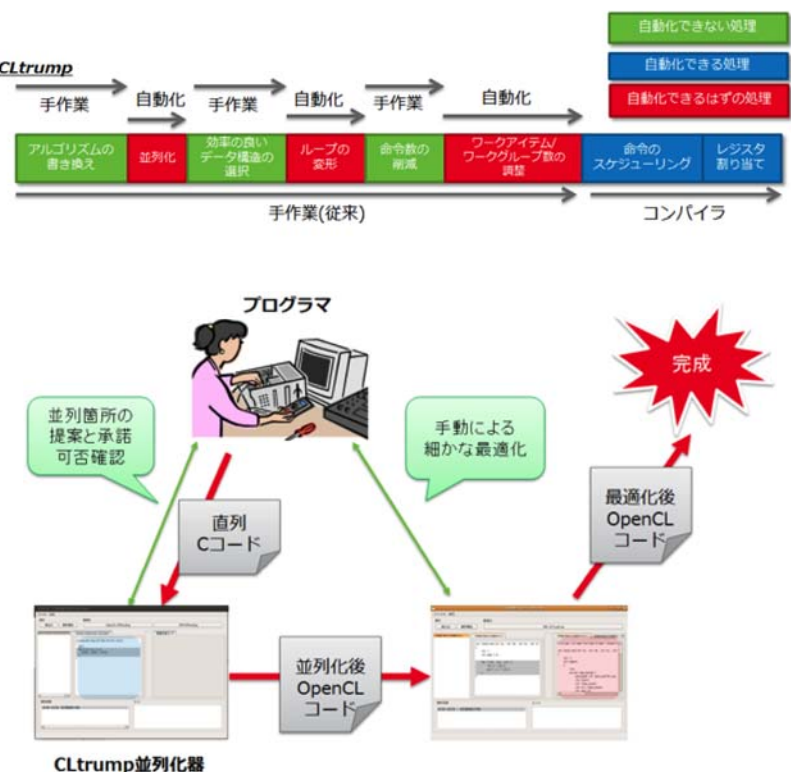 自動化できない処理
自動化できる処理
自動化できるはずの処理
CLtrump
手作業
自動化
手作業
自動化
手作業
自動化
アルゴリズムの
書き換え
並列化
効率の良い
データ構造の
選択
ループの
変形
命令数の
削減
ワークアイテム/
ワークグループ数の
調整
命令の
スケジューリング
レジスタ
割り当て
手作業(従来)
コンパイラ
プログラマ
完成
並列箇所の
提案と承諾
可否確認
手動による
細かな最適化
直列
Cコード
最適化後
OpenCL
コード
並列化後
OpenCL
コード
CLtrump並列化器